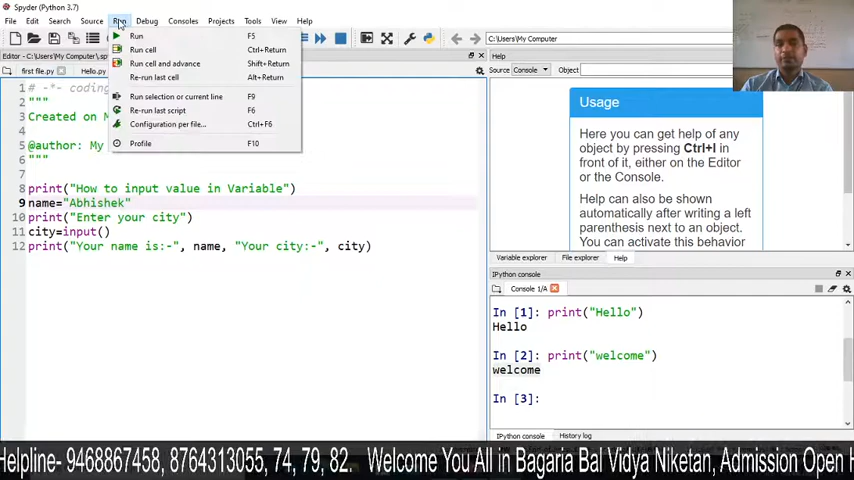 Spyder (Python 3.7)
File Edit Search Source Run Debug Consoles Projects Tools View Help
Run F5
Run cell Ctrl+Return
Run cell and advance Shift+Return
Re-run last cell Alt+Return
Run selection or current line F9
Re-run last script F6
Configuration per file... Ctrl+F6
Profile F10
C:\Users\My Computer
Editor - C:\Users\My Computer\.sp
first file.py Hello.py
1 # -*- coding
2 """
3 Created on M
4
5 @author: My
6 """
7
8 print("How to input value in Variable")
9 name="Abhishek"
10 print("Enter your city")
11 city=input()
12 print("Your name is:-", name, "Your city:-", city)
Help
Source Console Object
Usage
Here you can get help of any
object by pressing Ctrl+I in
front of it, either on the Editor
or the Console.
Help can also be shown
automatically after writing a left
parenthesis next to an object.
You can activate this behavior
Variable explorer File explorer Help
IPython console
Console 1/A
In [1]: print("Hello")
Hello
In [2]: print("welcome")
welcome
In [3]:
IPython console History log
Helpline- 9468867458, 8764313055, 74, 79, 82. Welcome You All in Bagaria Bal Vidya Niketan, Admission Open